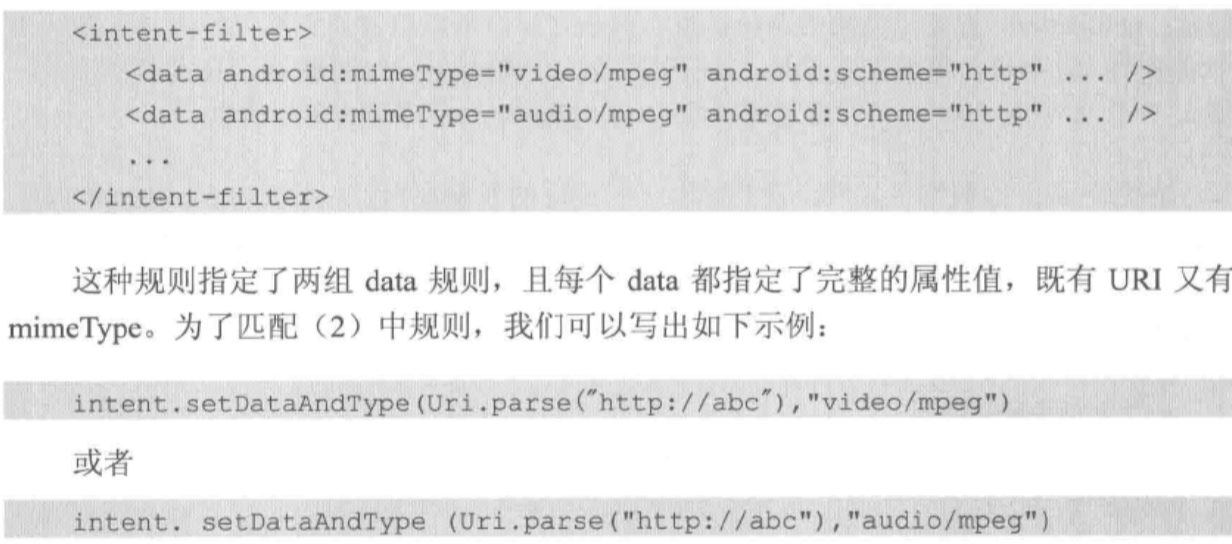 <intent-filter>
<data android:mimeType="video/mpeg" android:scheme="http" ... />
<data android:mimeType="audio/mpeg" android:scheme="http" ... />
...
</intent-filter>
这种规则指定了两组 data 规则，且每个 data 都指定了完整的属性值，既有 URI 又有
mimeType。为了匹配（2）中规则，我们可以写出如下示例：
intent.setDataAndType(Uri.parse("http://abc"),"video/mpeg")
或者
intent. setDataAndType (Uri.parse("http://abc"),"audio/mpeg")